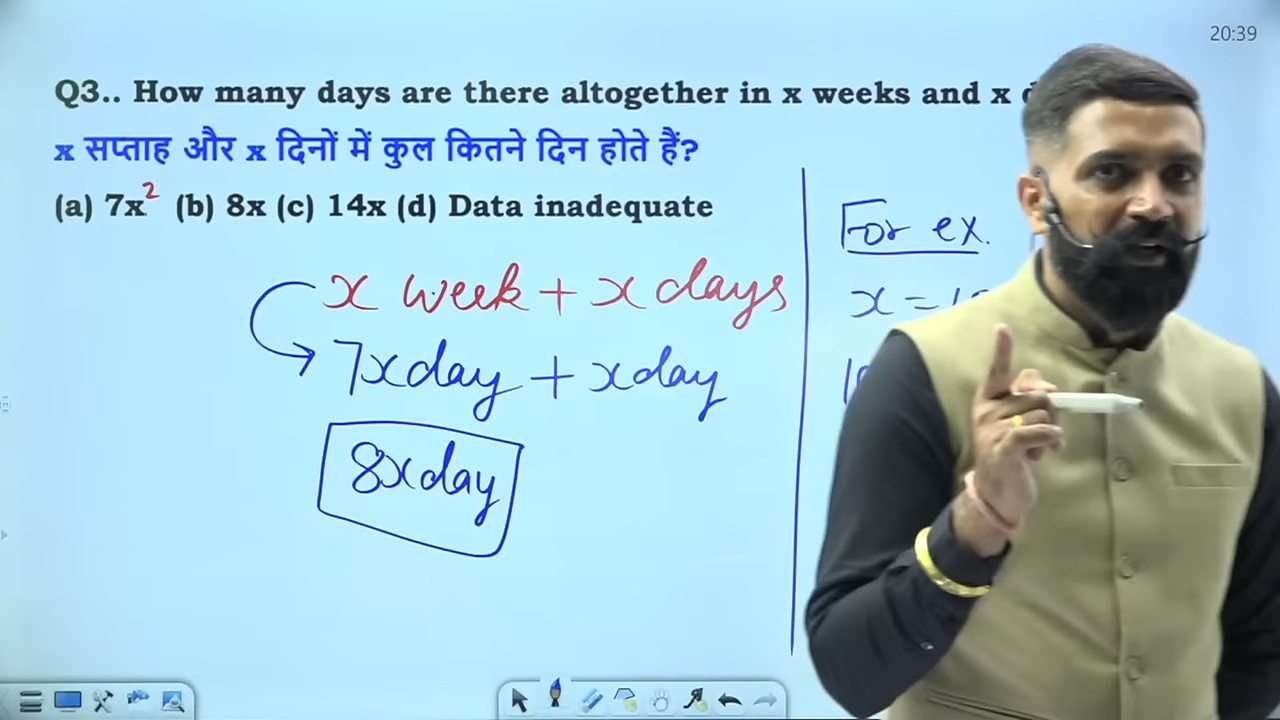 20:39
Q3.. How many days are there altogether in x weeks and x
x सप्ताह और x दिनों में कुल कितने दिन होते हैं?
(a) 7x² (b) 8x (c) 14x (d) Data inadequate
For ex.
x week + x days
x =
7x day + x day
8x day